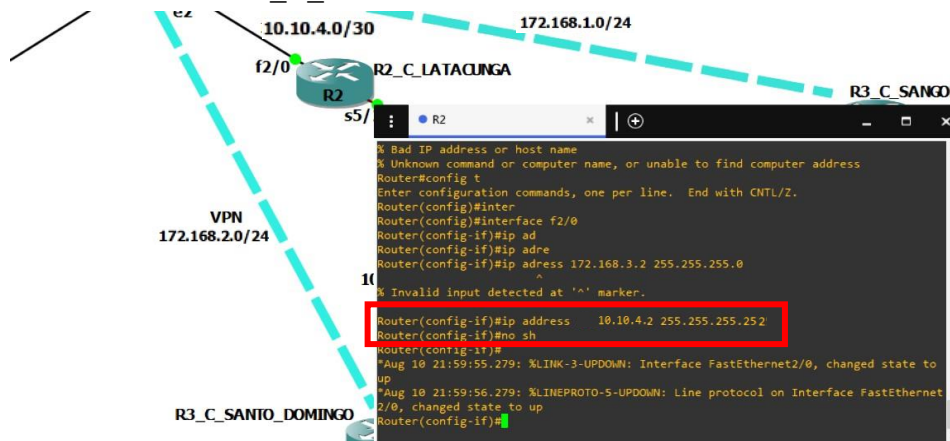 e2
10.10.4.0/30
172.168.1.0/24
f2/0
R2_C_LATACUNGA
R2
R3_C_SANGO
s5/
R2
% Bad IP address or host name
% Unknown command or computer name, or unable to find computer address
Router#config t
Enter configuration commands, one per line. End with CNTL/Z.
Router(config)#inter
Router(config)#interface f2/0
Router(config-if)#ip ad
Router(config-if)#ip adre
Router(config-if)#ip adress 172.168.3.2 255.255.255.0
^
% Invalid input detected at '^' marker.
Router(config-if)#ip address 10.10.4.2 255.255.255.252
Router(config-if)#no sh
Router(config-if)#
*Aug 10 21:59:55.279: %LINK-3-UPDOWN: Interface FastEthernet2/0, changed state to
up
*Aug 10 21:59:56.279: %LINEPROTO-5-UPDOWN: Line protocol on Interface FastEthernet
2/0, changed state to up
Router(config-if)#
VPN
172.168.2.0/24
10
R3_C_SANTO_DOMINGO